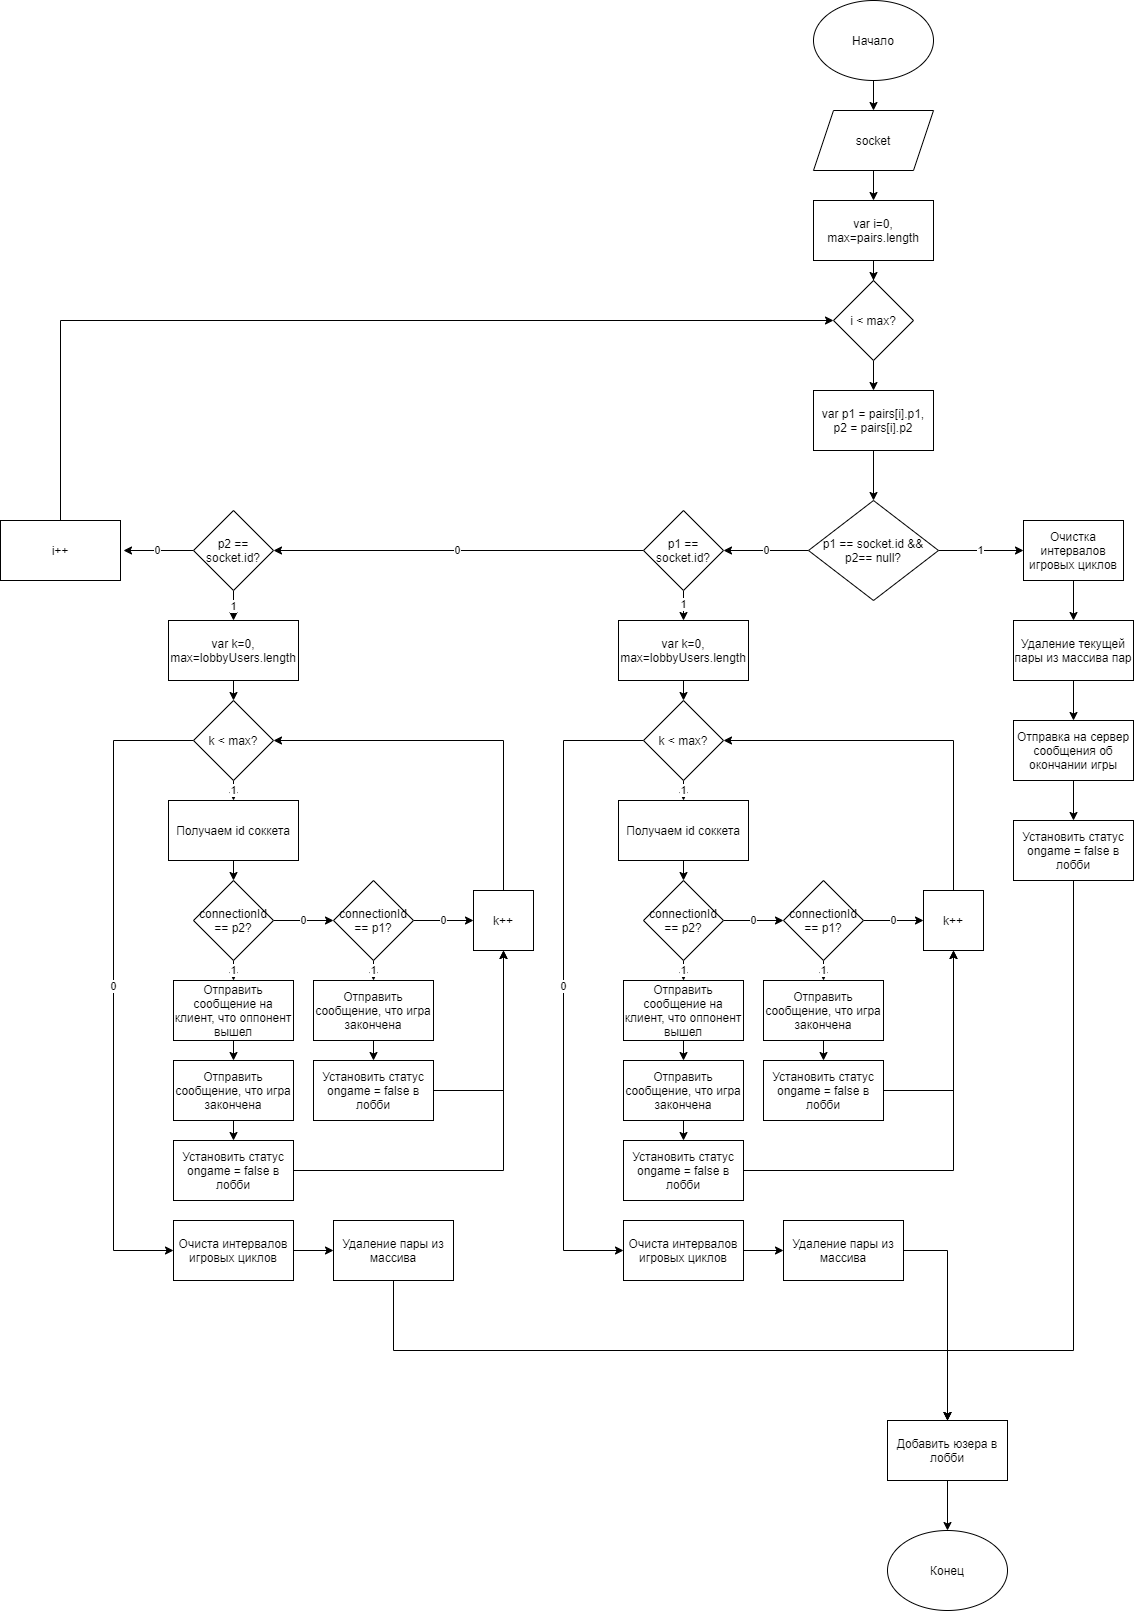 Начало
socket
var i=0,
max=pairs.length
i < max?
var p1 = pairs[i].p1,
p2 = pairs[i].p2
i++
0
p2 ==
socket.id?
0
p1 ==
socket.id?
0
p1 == socket.id &&
p2== null?
1
Очистка
интервалов
игровых циклов
1
var k=0,
max=lobbyUsers.length
k < max?
1
Получаем id соккета
connectionId
== p2?
0
connectionId
== p1?
0
k++
1
1
0
Отправить
сообщение на
клиент, что оппонент
вышел
Отправить
сообщение, что игра
закончена
Отправить
сообщение, что игра
закончена
Установить статус
ongame = false в
лобби
Установить статус
ongame = false в
лобби
Очиста интервалов
игровых циклов
Удаление пары из
массива
1
var k=0,
max=lobbyUsers.length
k < max?
1
Получаем id соккета
connectionId
== p2?
0
connectionId
== p1?
0
k++
1
1
0
Отправить
сообщение на
клиент, что оппонент
вышел
Отправить
сообщение, что игра
закончена
Отправить
сообщение, что игра
закончена
Установить статус
ongame = false в
лобби
Установить статус
ongame = false в
лобби
Очиста интервалов
игровых циклов
Удаление пары из
массива
Удаление текущей
пары из массива пар
Отправка на сервер
сообщения об
окончании игры
Установить статус
ongame = false в
лобби
Добавить юзера в
лобби
Конец